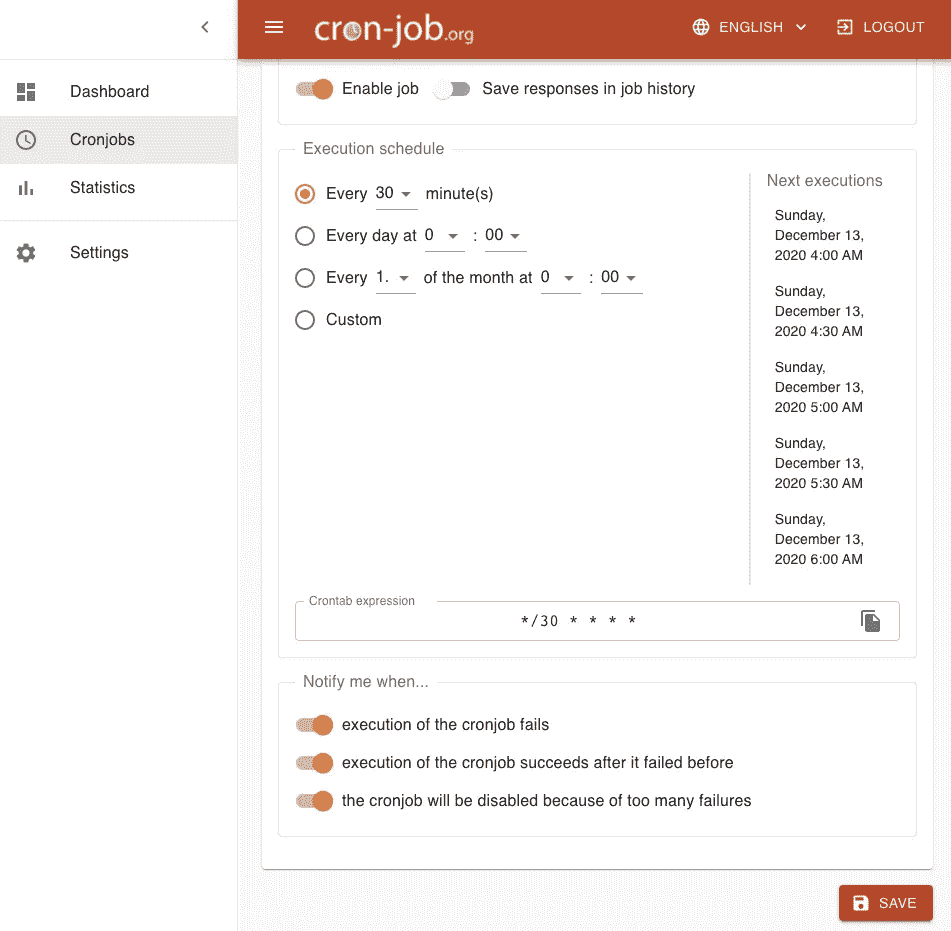 cron-job.org
ENGLISH
LOGOUT
Dashboard
Cronjobs
Statistics
Settings
Enable job
Save responses in job history
Execution schedule
Every 30 minute(s)
Every day at 0 : 00
Every 1. of the month at 0 : 00
Custom
Next executions
Sunday,
December 13,
2020 4:00 AM
Sunday,
December 13,
2020 4:30 AM
Sunday,
December 13,
2020 5:00 AM
Sunday,
December 13,
2020 5:30 AM
Sunday,
December 13,
2020 6:00 AM
Crontab expression
*/30 * * * *
Notify me when...
execution of the cronjob fails
execution of the cronjob succeeds after it failed before
the cronjob will be disabled because of too many failures
SAVE